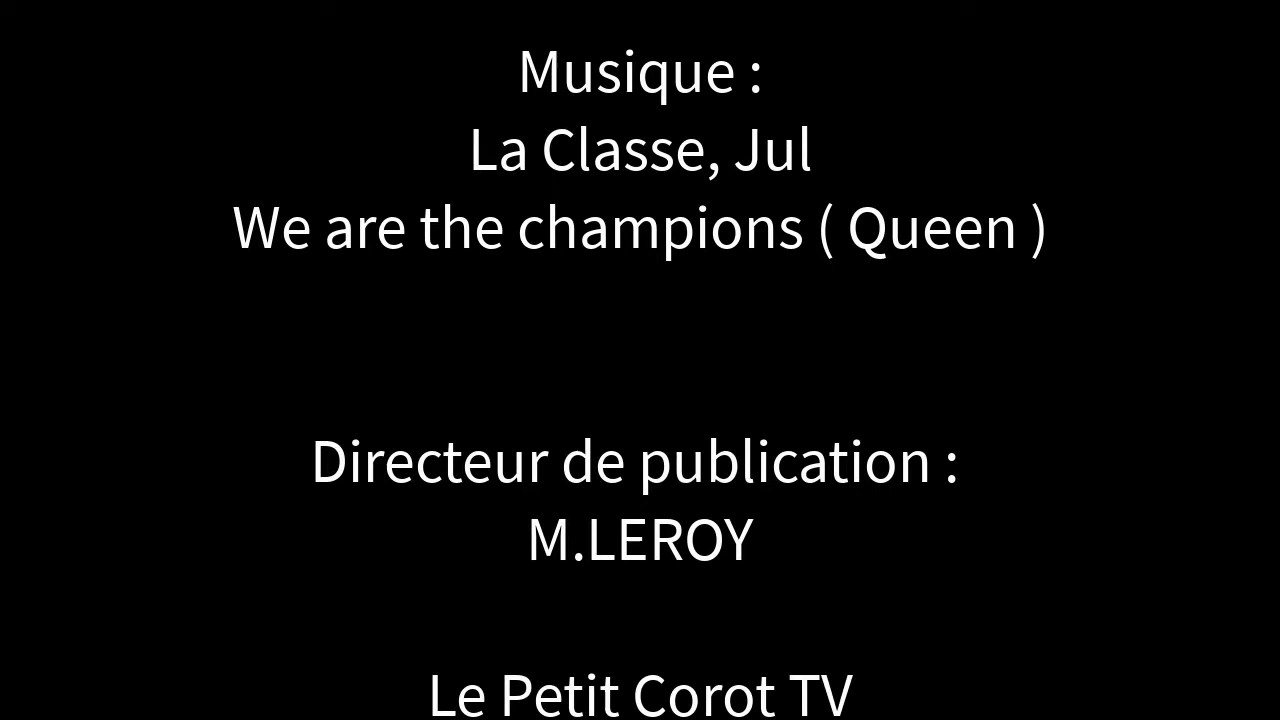 Musique :
La Classe, Jul
We are the champions ( Queen )
Directeur de publication :
M.LEROY
Le Petit Corot TV